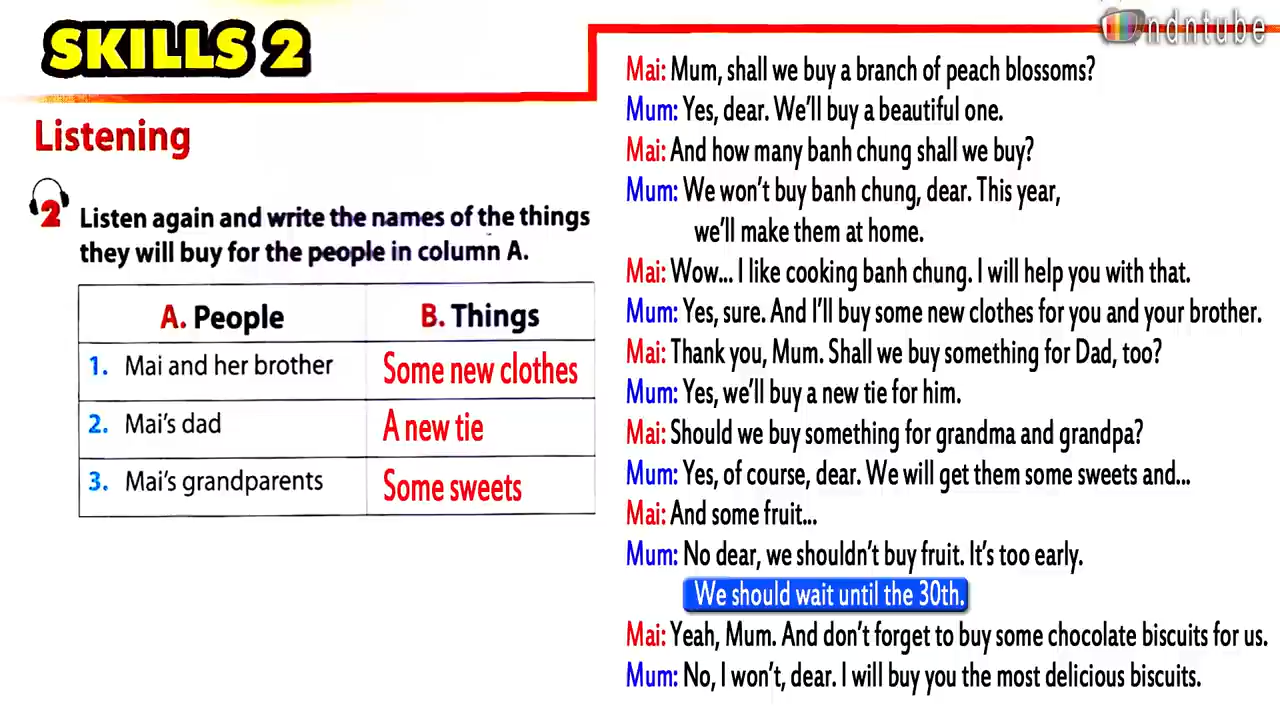 SKILLS 2
ndntube
Listening
2 Listen again and write the names of the things
they will buy for the people in column A.
A. People B. Things
1. Mai and her brother Some new clothes
2. Mai's dad A new tie
3. Mai's grandparents Some sweets
Mai: Mum, shall we buy a branch of peach blossoms?
Mum: Yes, dear. We'll buy a beautiful one.
Mai: And how many banh chung shall we buy?
Mum: We won't buy banh chung, dear. This year,
we'll make them at home.
Mai: Wow... I like cooking banh chung. I will help you with that.
Mum: Yes, sure. And I'll buy some new clothes for you and your brother.
Mai: Thank you, Mum. Shall we buy something for Dad, too?
Mum: Yes, we'll buy a new tie for him.
Mai: Should we buy something for grandma and grandpa?
Mum: Yes, of course, dear. We will get them some sweets and...
Mai: And some fruit...
Mum: No dear, we shouldn't buy fruit. It's too early.
We should wait until the 30th.
Mai: Yeah, Mum. And don't forget to buy some chocolate biscuits for us.
Mum: No, I won't, dear. I will buy you the most delicious biscuits.